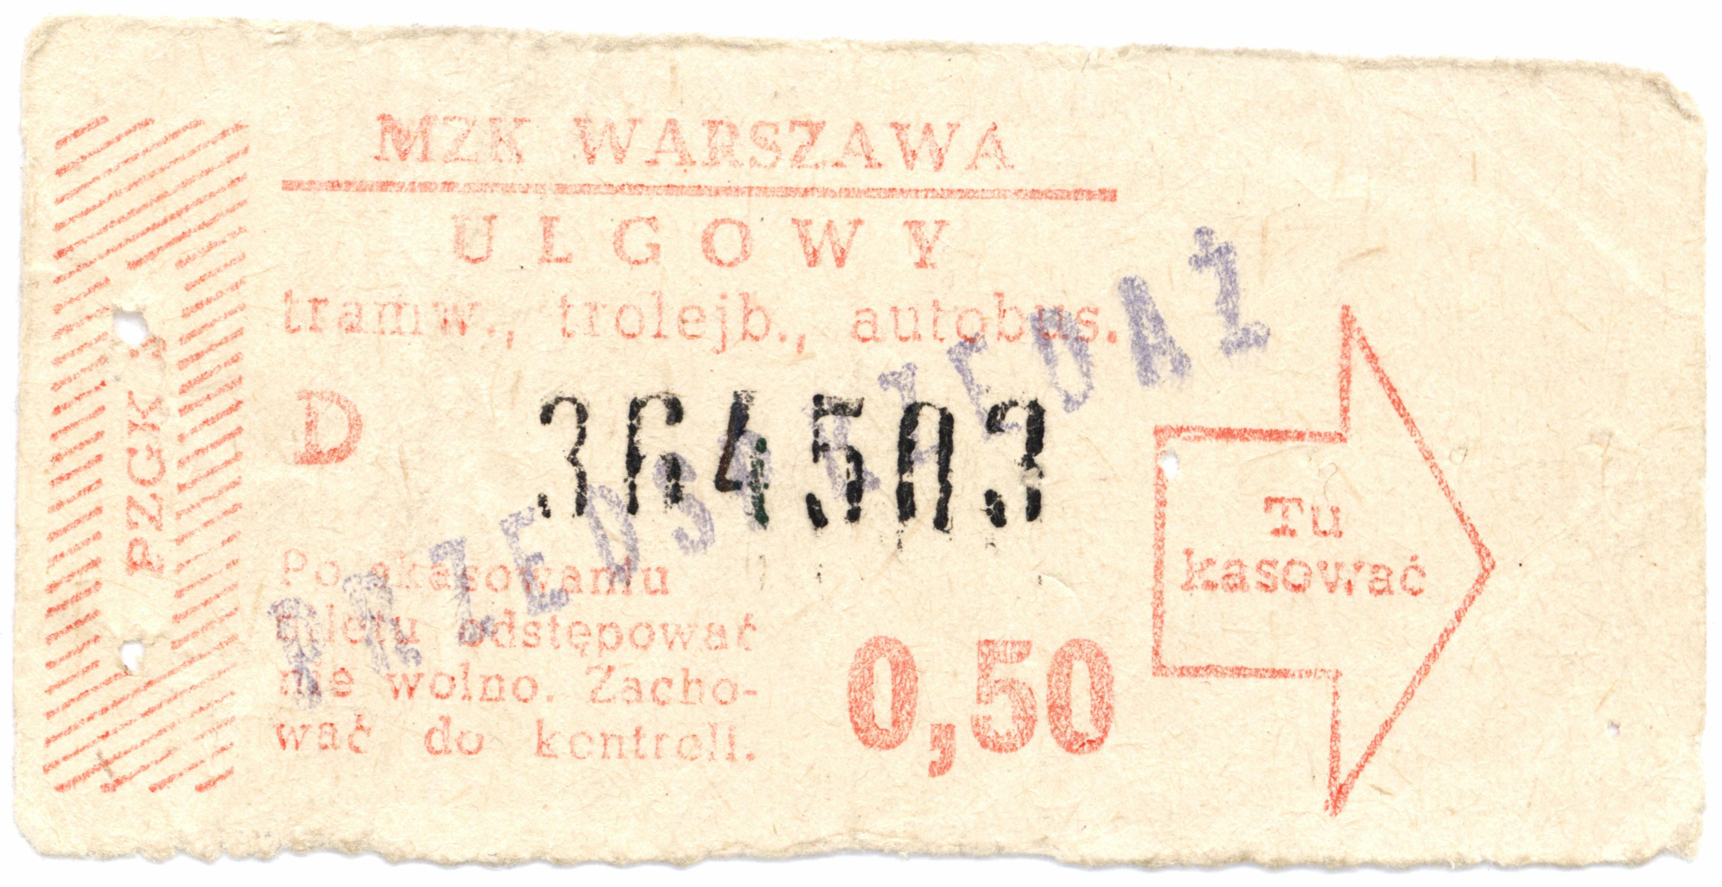 MZK WARSZAWA
ULGOWY
tramw., trolejb., autobus.
D 364503
Po skasowaniu
biletu odstępować
nie wolno. Zacho-
wać do kontroli.
0,50
Tu
kasować
PZGK
PRZEDSPRZEDAŻ